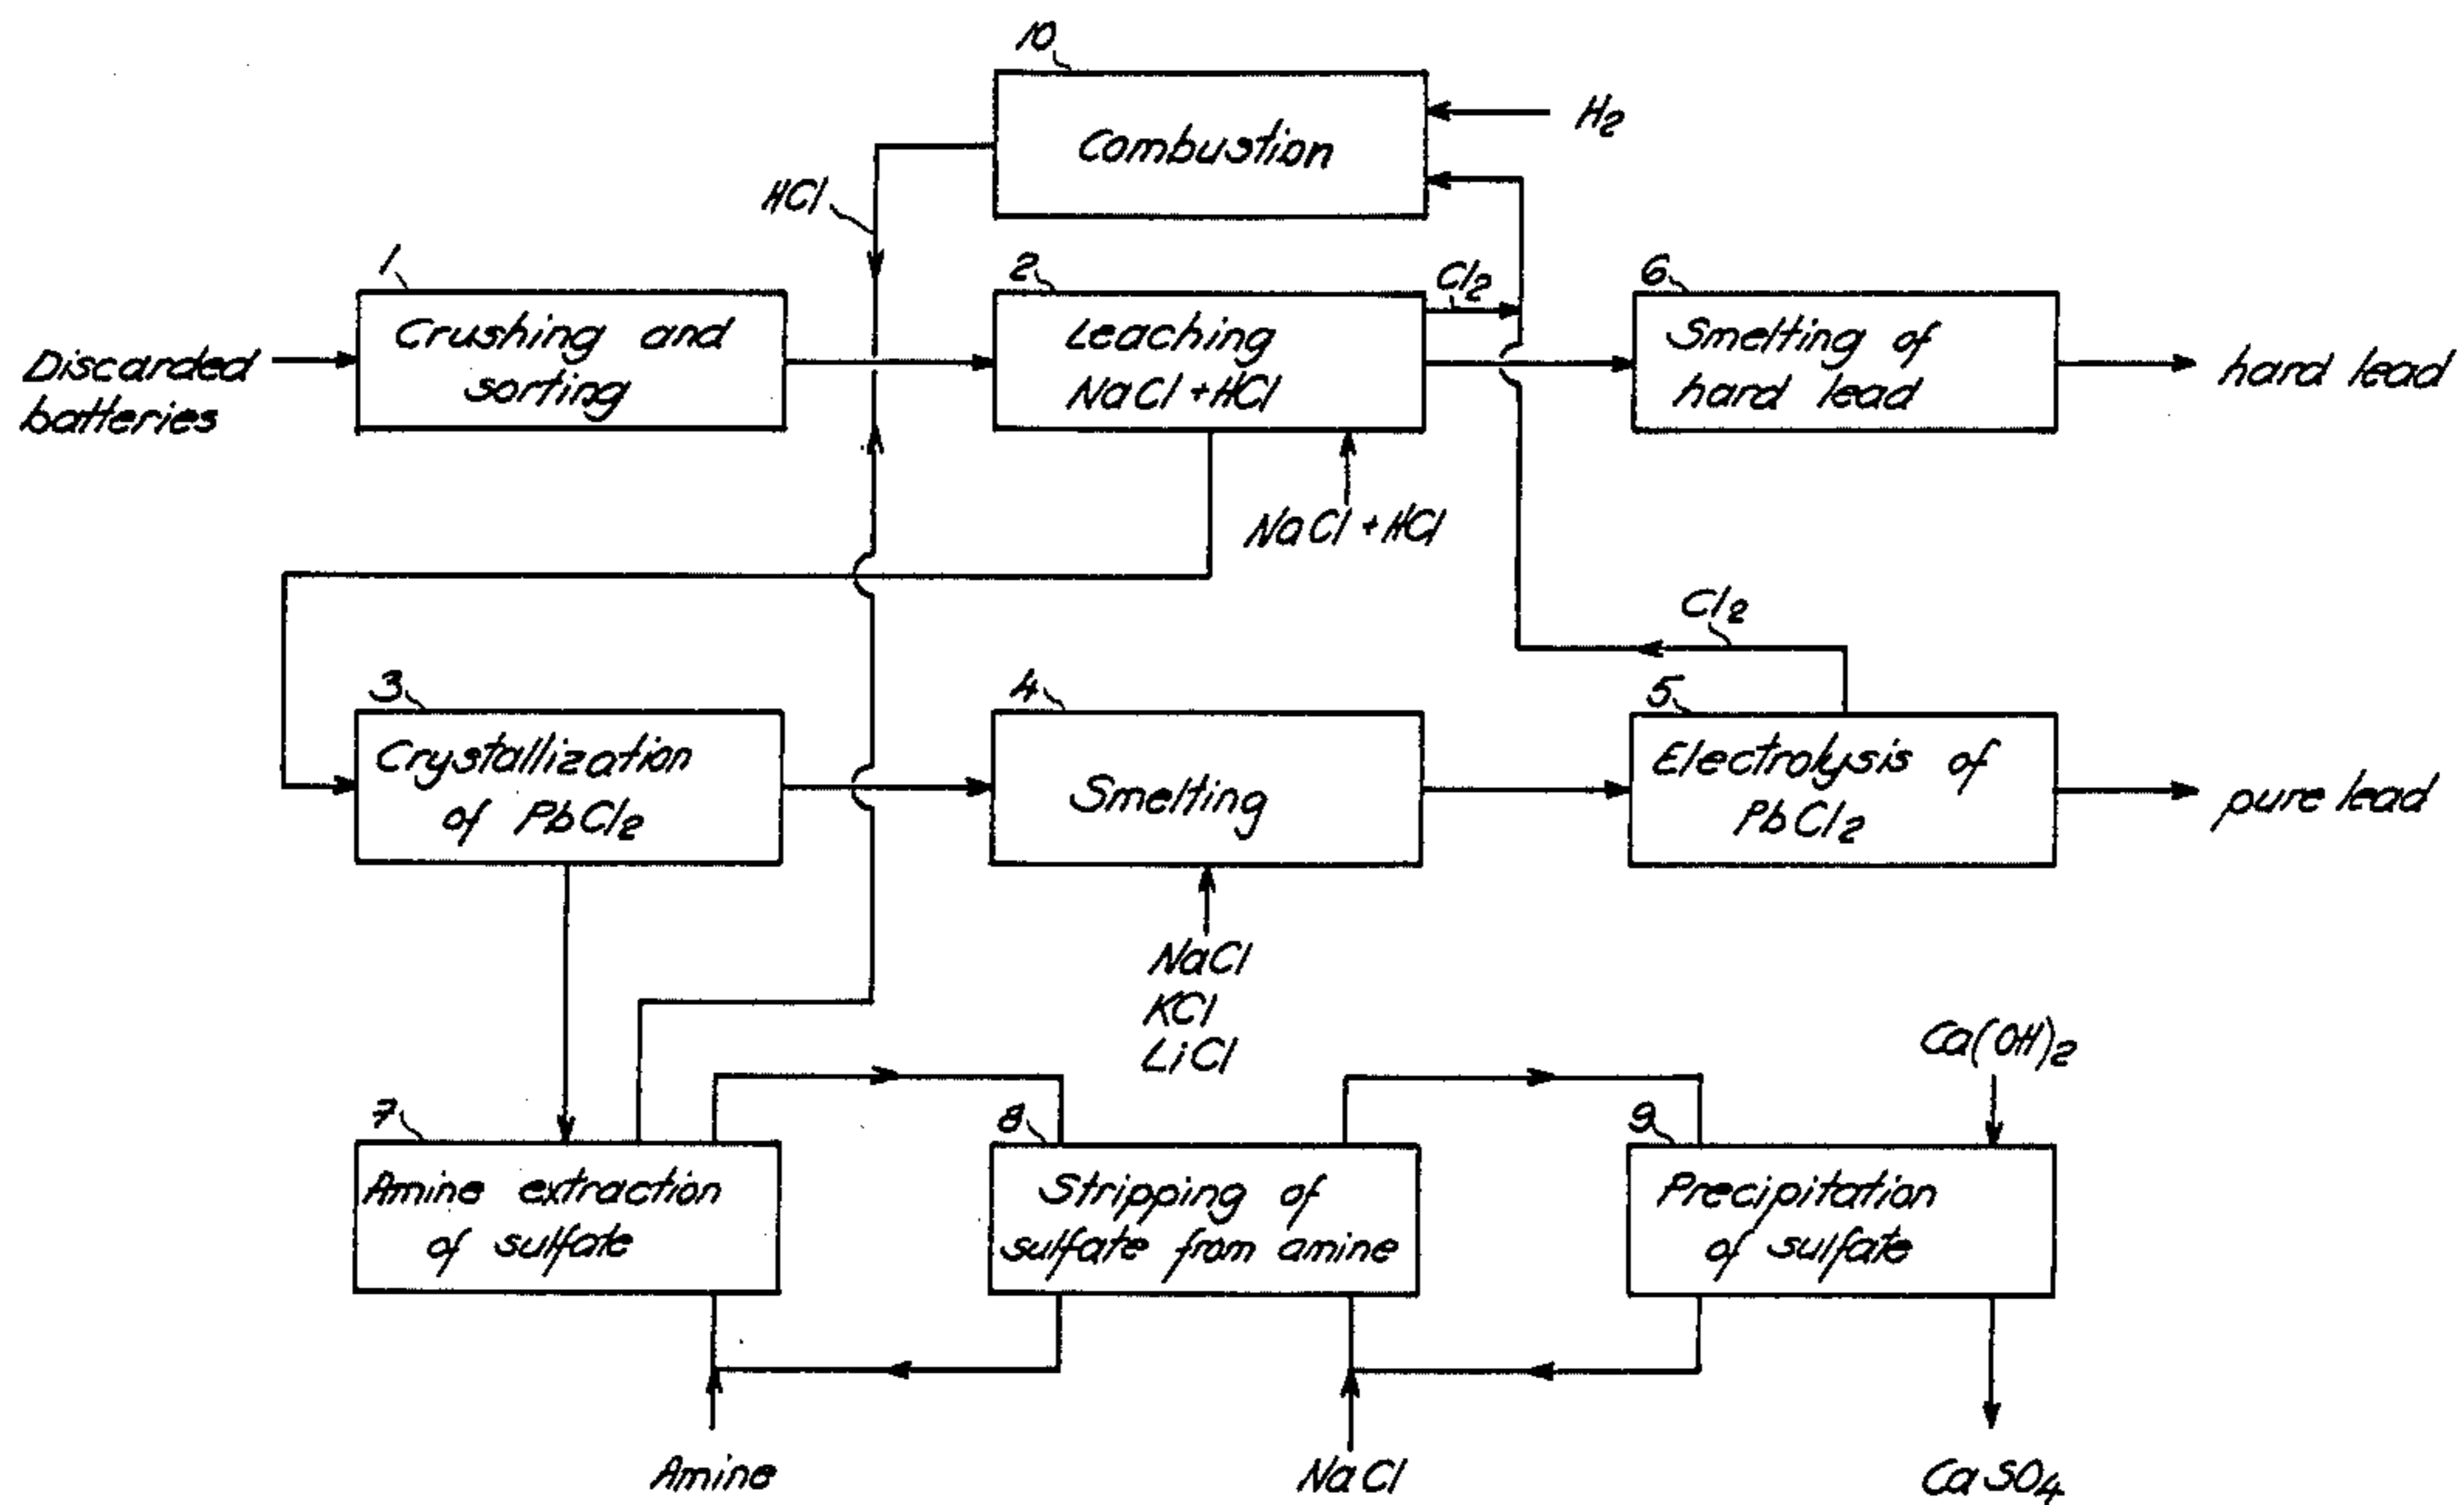 10
Combustion
H2
HCl
1
Crushing and
sorting
Discarded
batteries
2
Leaching
NaCl + HCl
Cl2
6
Smelting of
hard lead
hard lead
NaCl + HCl
Cl2
3
Crystallization
of PbCl2
4
Smelting
5
Electrolysis of
PbCl2
pure lead
NaCl
KCl
LiCl
Ca(OH)2
7
Amine extraction
of sulfate
8
Stripping of
sulfate from amine
9
Precipitation
of sulfate
Amine
NaCl
CaSO4